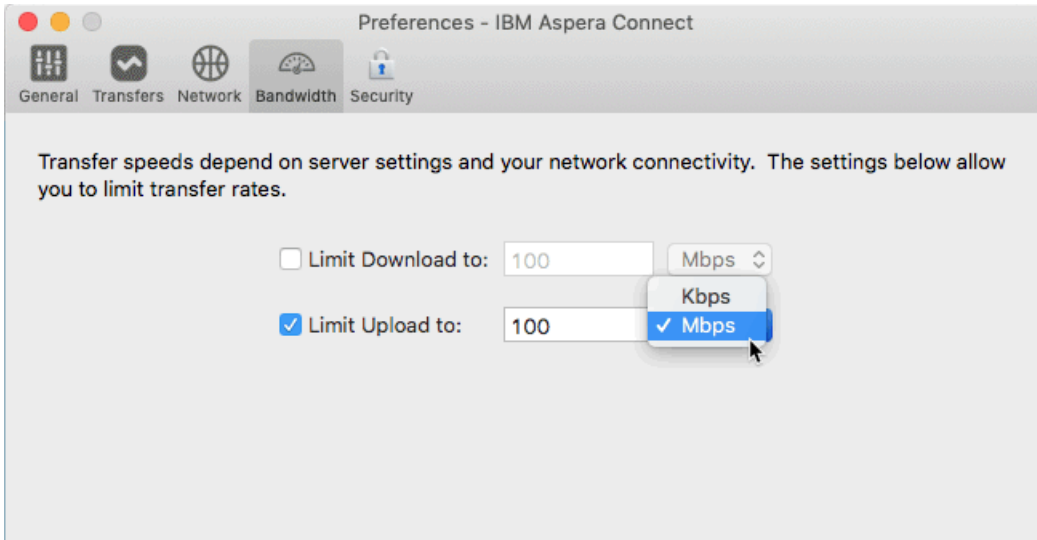 Preferences - IBM Aspera Connect
General Transfers Network Bandwidth Security
Transfer speeds depend on server settings and your network connectivity.  The settings below allow
you to limit transfer rates.
Limit Download to: 100 Mbps
Kbps
Limit Upload to: 100 ✓ Mbps